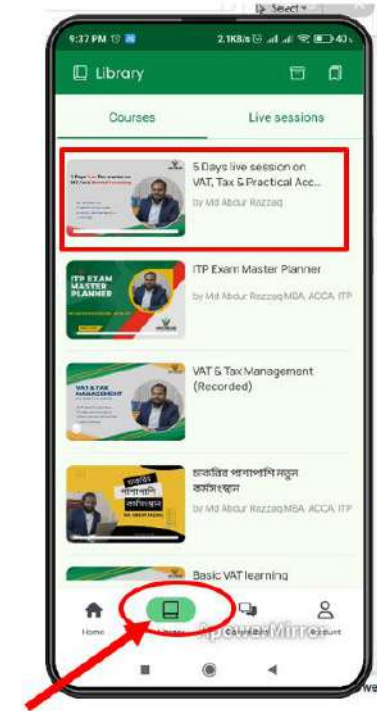 Select
9:37 PM
2.1KB/s
40
Library
Courses
Live sessions
5 Days live session on
VAT, Tax & Practical Acc...
by Md Abdur Razzaq
ITP EXAM
MASTER
PLANNER
ITP Exam Master Planner
by Md Abdur Razzaq MBA, ACCA, ITP
VAT & TAX
MANAGEMENT
VAT & Tax Management
(Recorded)
চাকরির
পাশাপাশি
কর্মসংস্থান
চাকরির পাশাপাশি নতুন
কর্মসংস্থান
by Md Abdur Razzaq MBA, ACCA, ITP
Basic VAT learning
Home
Library
Account
ApowerMirror